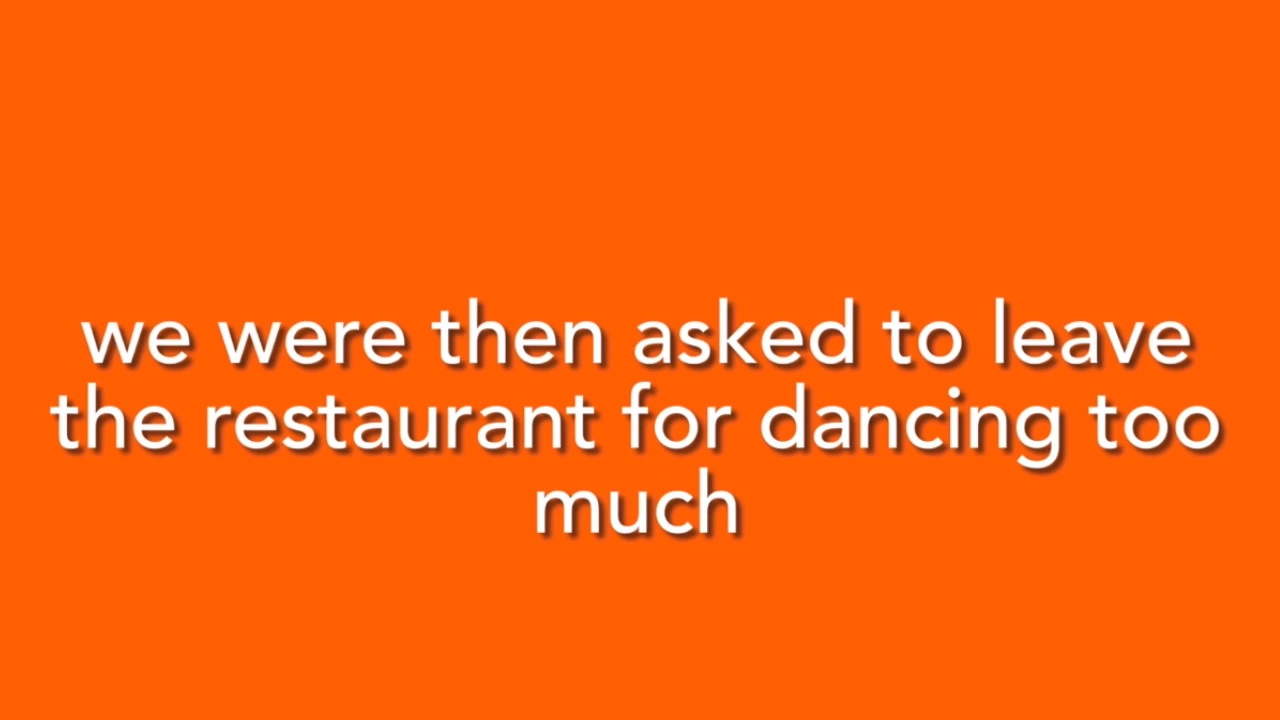 we were then asked to leave
the restaurant for dancing too
much